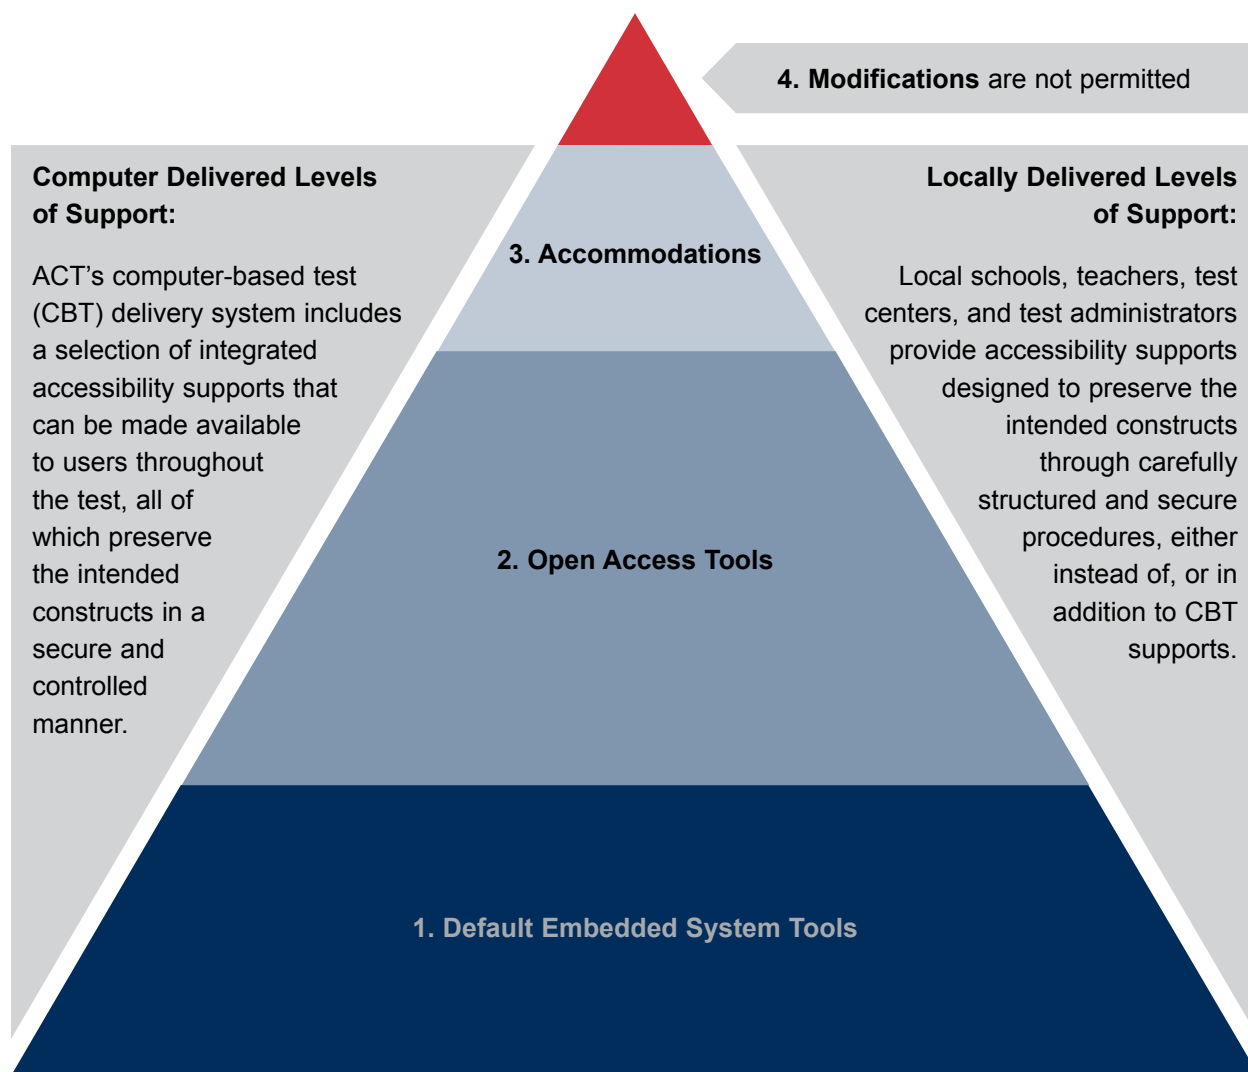 4. Modifications are not permitted
Computer Delivered Levels
of Support:
ACT’s computer-based test
(CBT) delivery system includes
a selection of integrated
accessibility supports that
can be made available
to users throughout
the test, all of
which preserve
the intended
constructs in a
secure and
controlled
manner.
3. Accommodations
2. Open Access Tools
1. Default Embedded System Tools
Locally Delivered Levels
of Support:
Local schools, teachers, test
centers, and test administrators
provide accessibility supports
designed to preserve the
intended constructs
through carefully
structured and secure
procedures, either
instead of, or in
addition to CBT
supports.